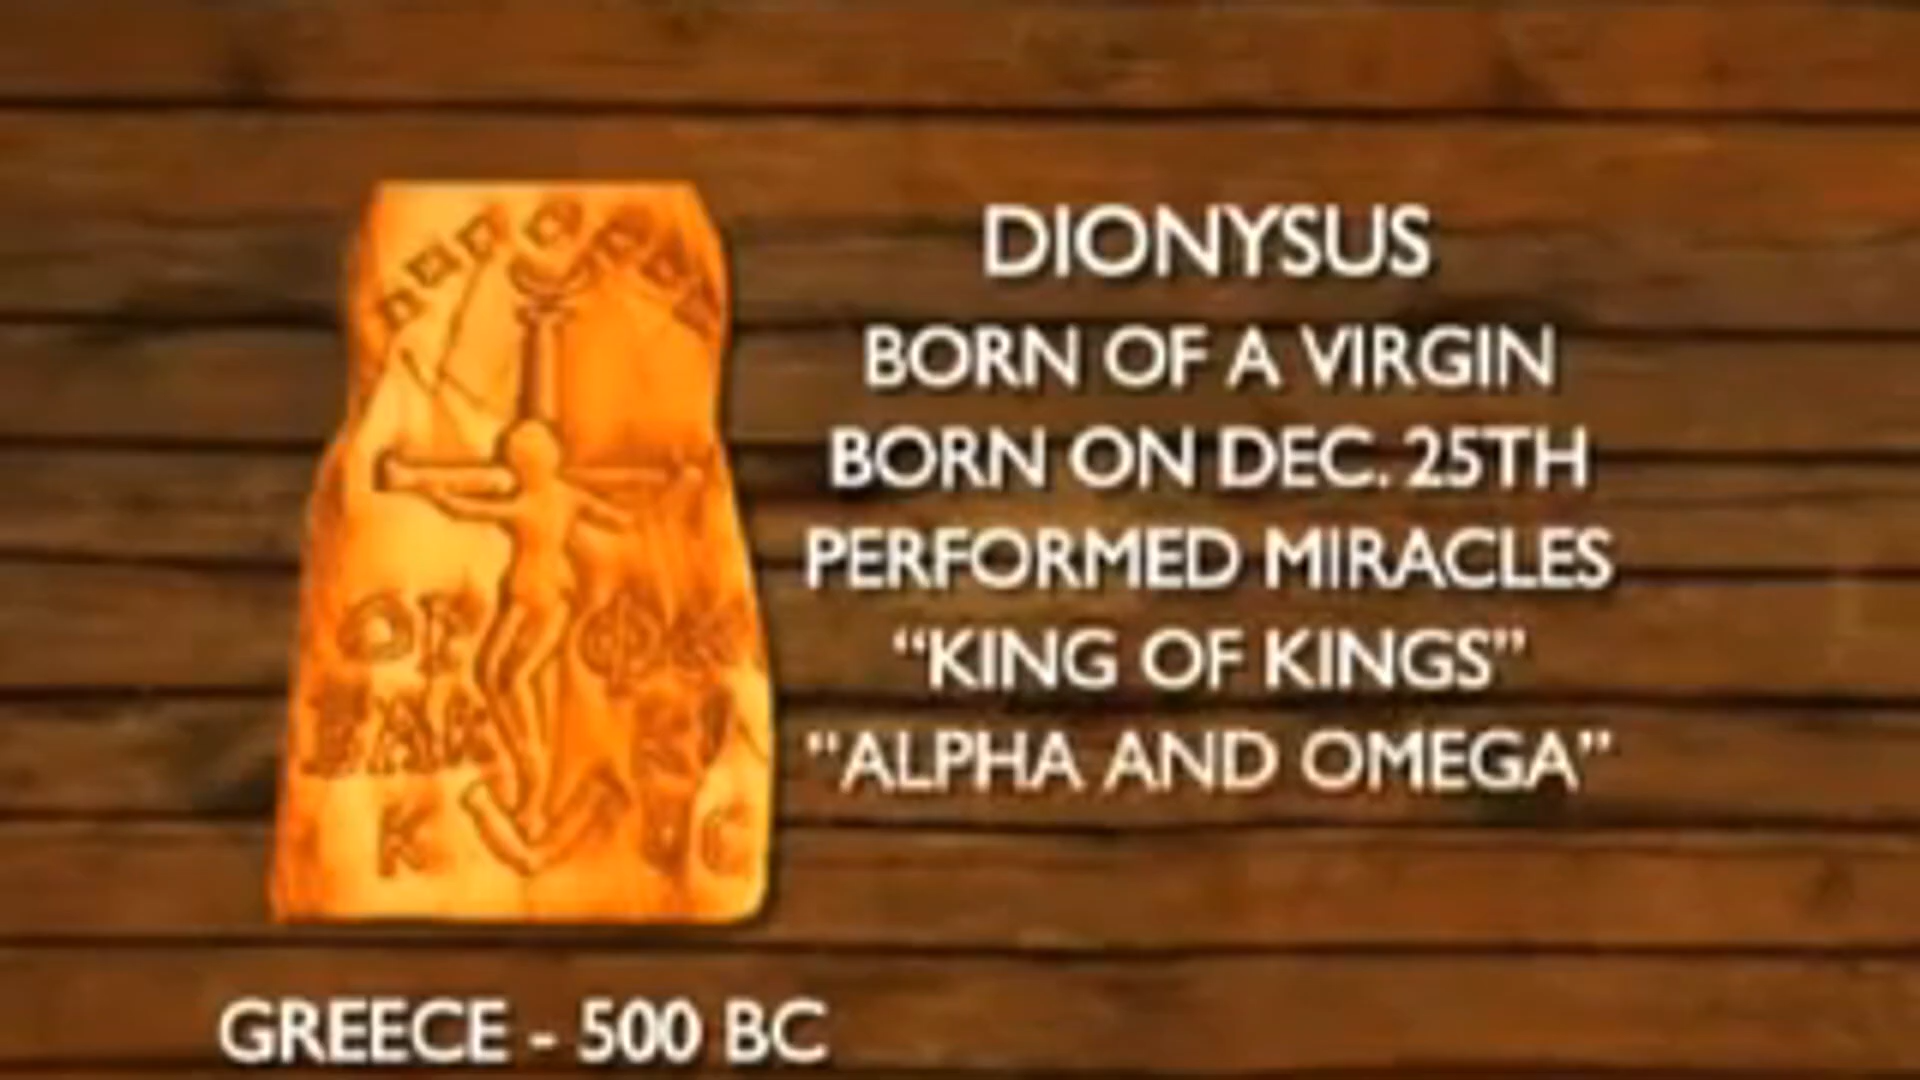 DIONYSUS
BORN OF A VIRGIN
BORN ON DEC. 25TH
PERFORMED MIRACLES
“KING OF KINGS”
“ALPHA AND OMEGA”
GREECE - 500 BC